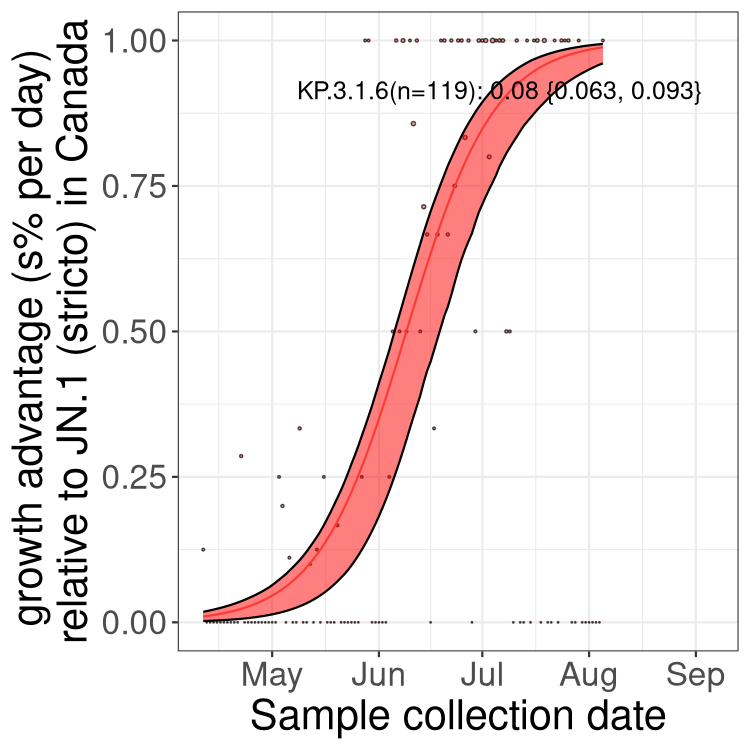 growth advantage (s% per day)
relative to JN.1 (stricto) in Canada
1.00
0.75
0.50
0.25
0.00
KP.3.1.6(n=119): 0.08 {0.063, 0.093}
May Jun Jul Aug Sep
Sample collection date